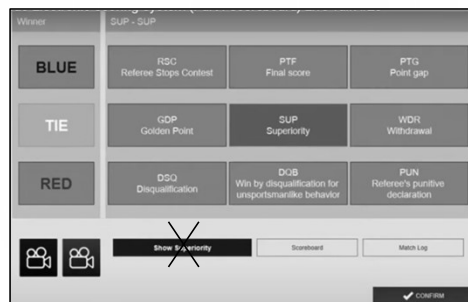 Winner
SUP - SUP
BLUE
RSC
Referee Stops Contest
PTF
Final score
PTG
Point gap
TIE
GDP
Golden Point
SUP
Superiority
WDR
Withdrawal
RED
DSQ
Disqualification
DQB
Win by disqualification for
unsportsmanlike behavior
PUN
Referee's punitive
declaration
Show Superiority
Scoreboard
Match Log
CONFIRM